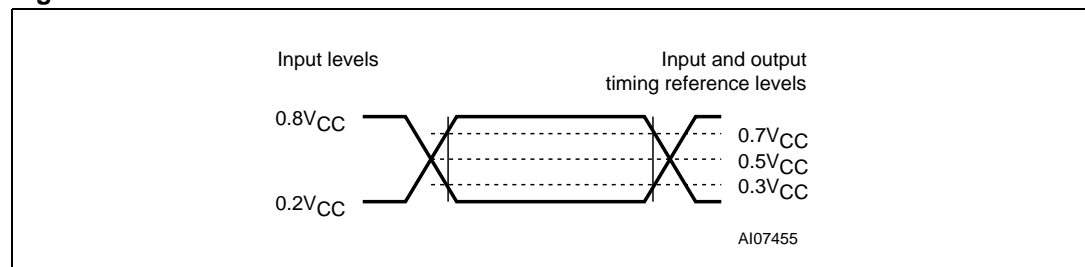 Input levels
Input and output
timing reference levels
0.8VCC
0.7VCC
0.5VCC
0.3VCC
0.2VCC
AI07455